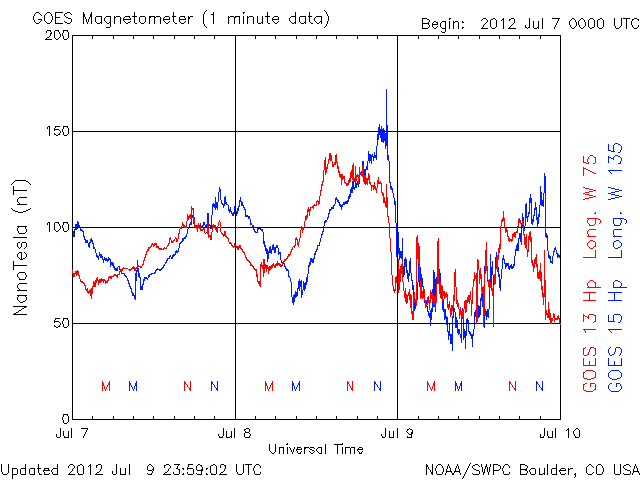 GOES Magnetometer (1 minute data)
Begin: 2012 Jul 7 0000 UTC
200
150
100
50
0
NanoTesla (nT)
M M N N M M N N M M N N
Jul 7 Jul 8 Jul 9 Jul 10
Universal Time
GOES 13 Hp Long. W 75
GOES 15 Hp Long. W 135
Updated 2012 Jul 9 23:59:02 UTC
NOAA/SWPC Boulder, CO USA